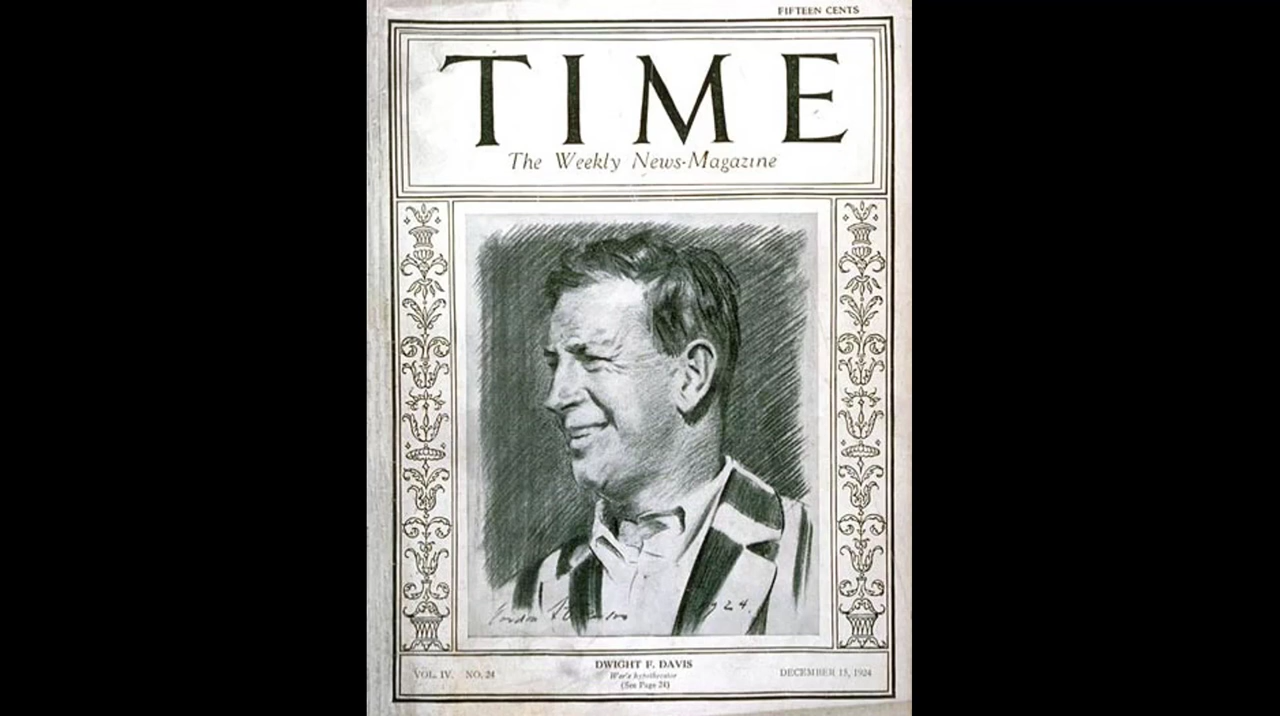 FIFTEEN CENTS
TIME
The Weekly News-Magazine
1924.
DWIGHT F. DAVIS
(See Page 24)
VOL. IV. NO. 24
DECEMBER 15, 1924